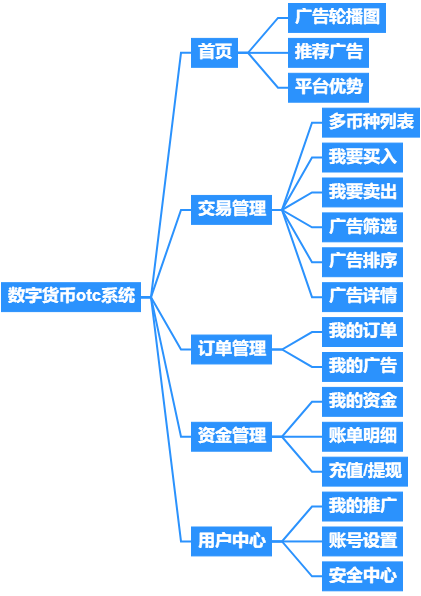 数字货币otc系统
首页
广告轮播图
推荐广告
平台优势
交易管理
多币种列表
我要买入
我要卖出
广告筛选
广告排序
广告详情
订单管理
我的订单
我的广告
资金管理
我的资金
账单明细
充值/提现
用户中心
我的推广
账号设置
安全中心